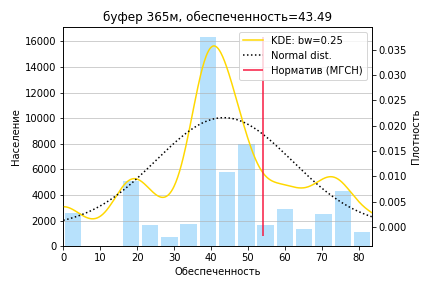 буфер 365м, обеспеченность=43.49
KDE: bw=0.25
Normal dist.
Норматив (МГСН)
Население
16000
14000
12000
10000
8000
6000
4000
2000
0
0.035
0.030
0.025
0.020
0.015
0.010
0.005
0.000
Плотность
0 10 20 30 40 50 60 70 80
Обеспеченность